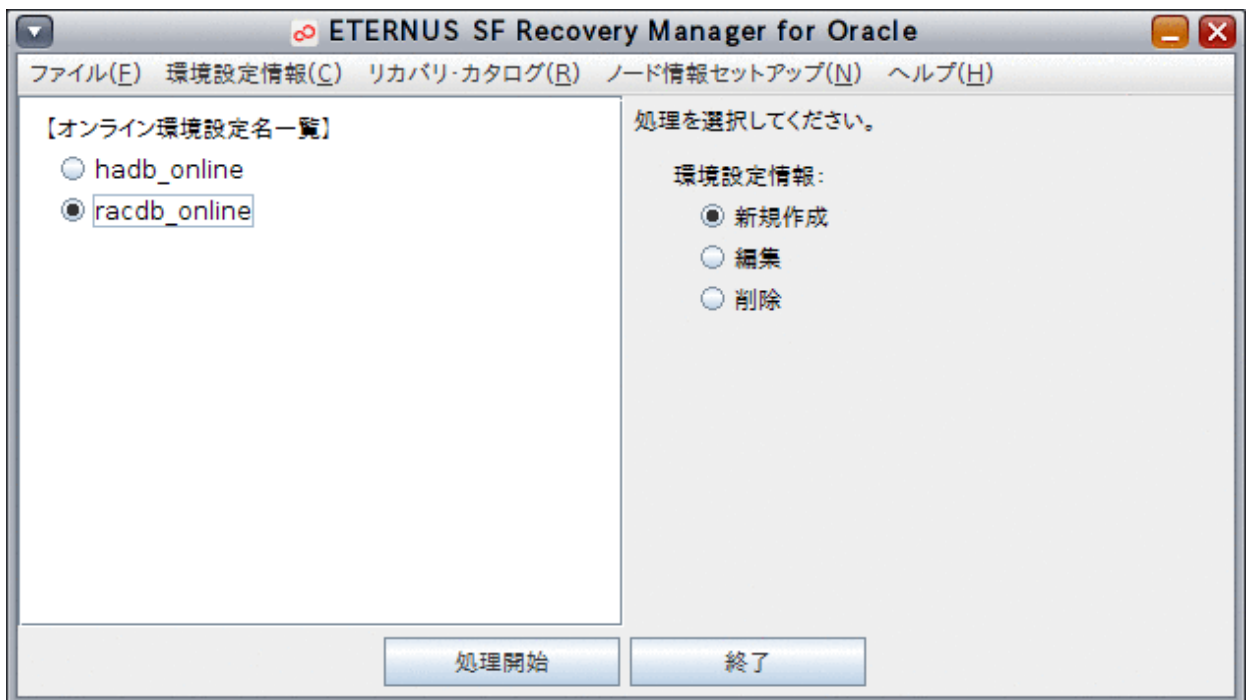 ETERNUS SF Recovery Manager for Oracle
ファイル(F) 環境設定情報(C) リカバリ・カタログ(R) ノード情報セットアップ(N) ヘルプ(H)
【オンライン環境設定名一覧】
hadb_online
racdb_online
処理を選択してください。
環境設定情報:
新規作成
編集
削除
処理開始 終了